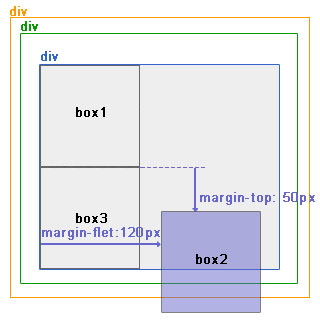 div
div
div
box1
margin-top: 50px
box3
margin-flet:120px
box2